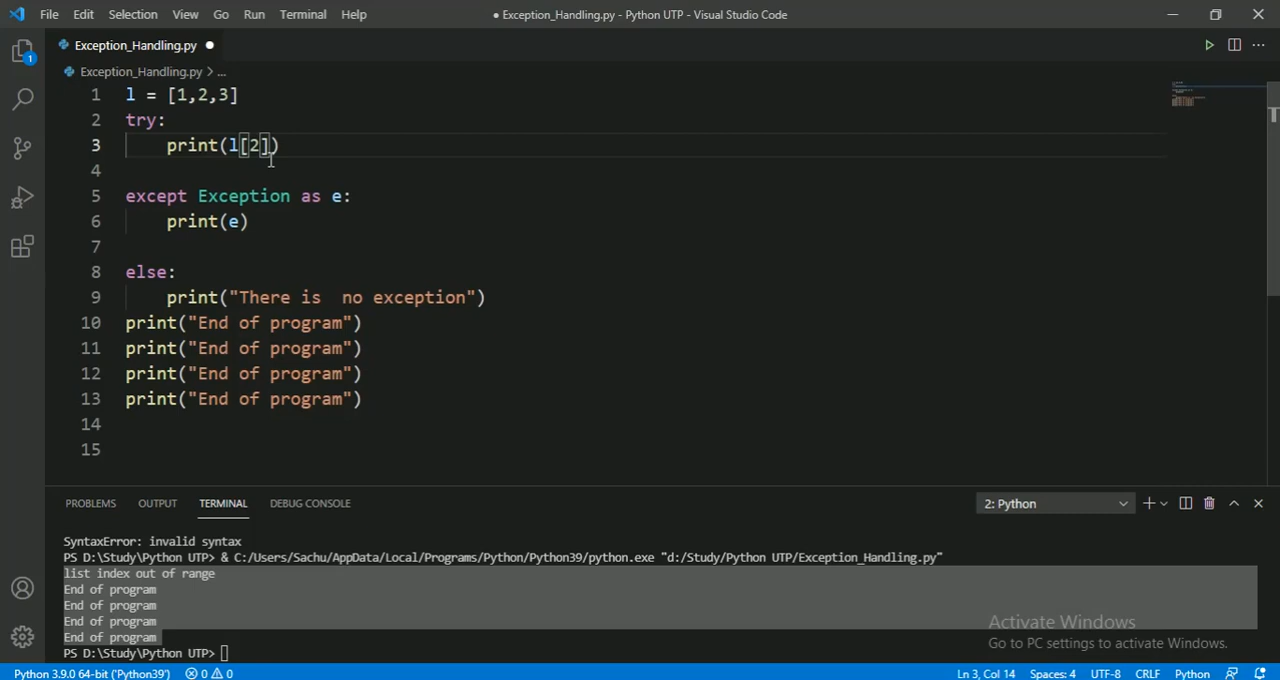 File Edit Selection View Go Run Terminal Help ● Exception_Handling.py - Python UTP - Visual Studio Code
Exception_Handling.py ●
Exception_Handling.py > ...
1 l = [1,2,3]
2 try:
3 print(l[2])
4
5 except Exception as e:
6 print(e)
7
8 else:
9 print("There is  no exception")
10 print("End of program")
11 print("End of program")
12 print("End of program")
13 print("End of program")
14
15
PROBLEMS OUTPUT TERMINAL DEBUG CONSOLE 2: Python
SyntaxError: invalid syntax
PS D:\Study\Python UTP> & C:/Users/Sachu/AppData/Local/Programs/Python/Python39/python.exe "d:/Study/Python UTP/Exception_Handling.py"
list index out of range
End of program
End of program
End of program
End of program
PS D:\Study\Python UTP>
Activate Windows
Go to PC settings to activate Windows.
Python 3.9.0 64-bit ('Python39') 0 0 Ln 3, Col 14 Spaces: 4 UTF-8 CRLF Python
1